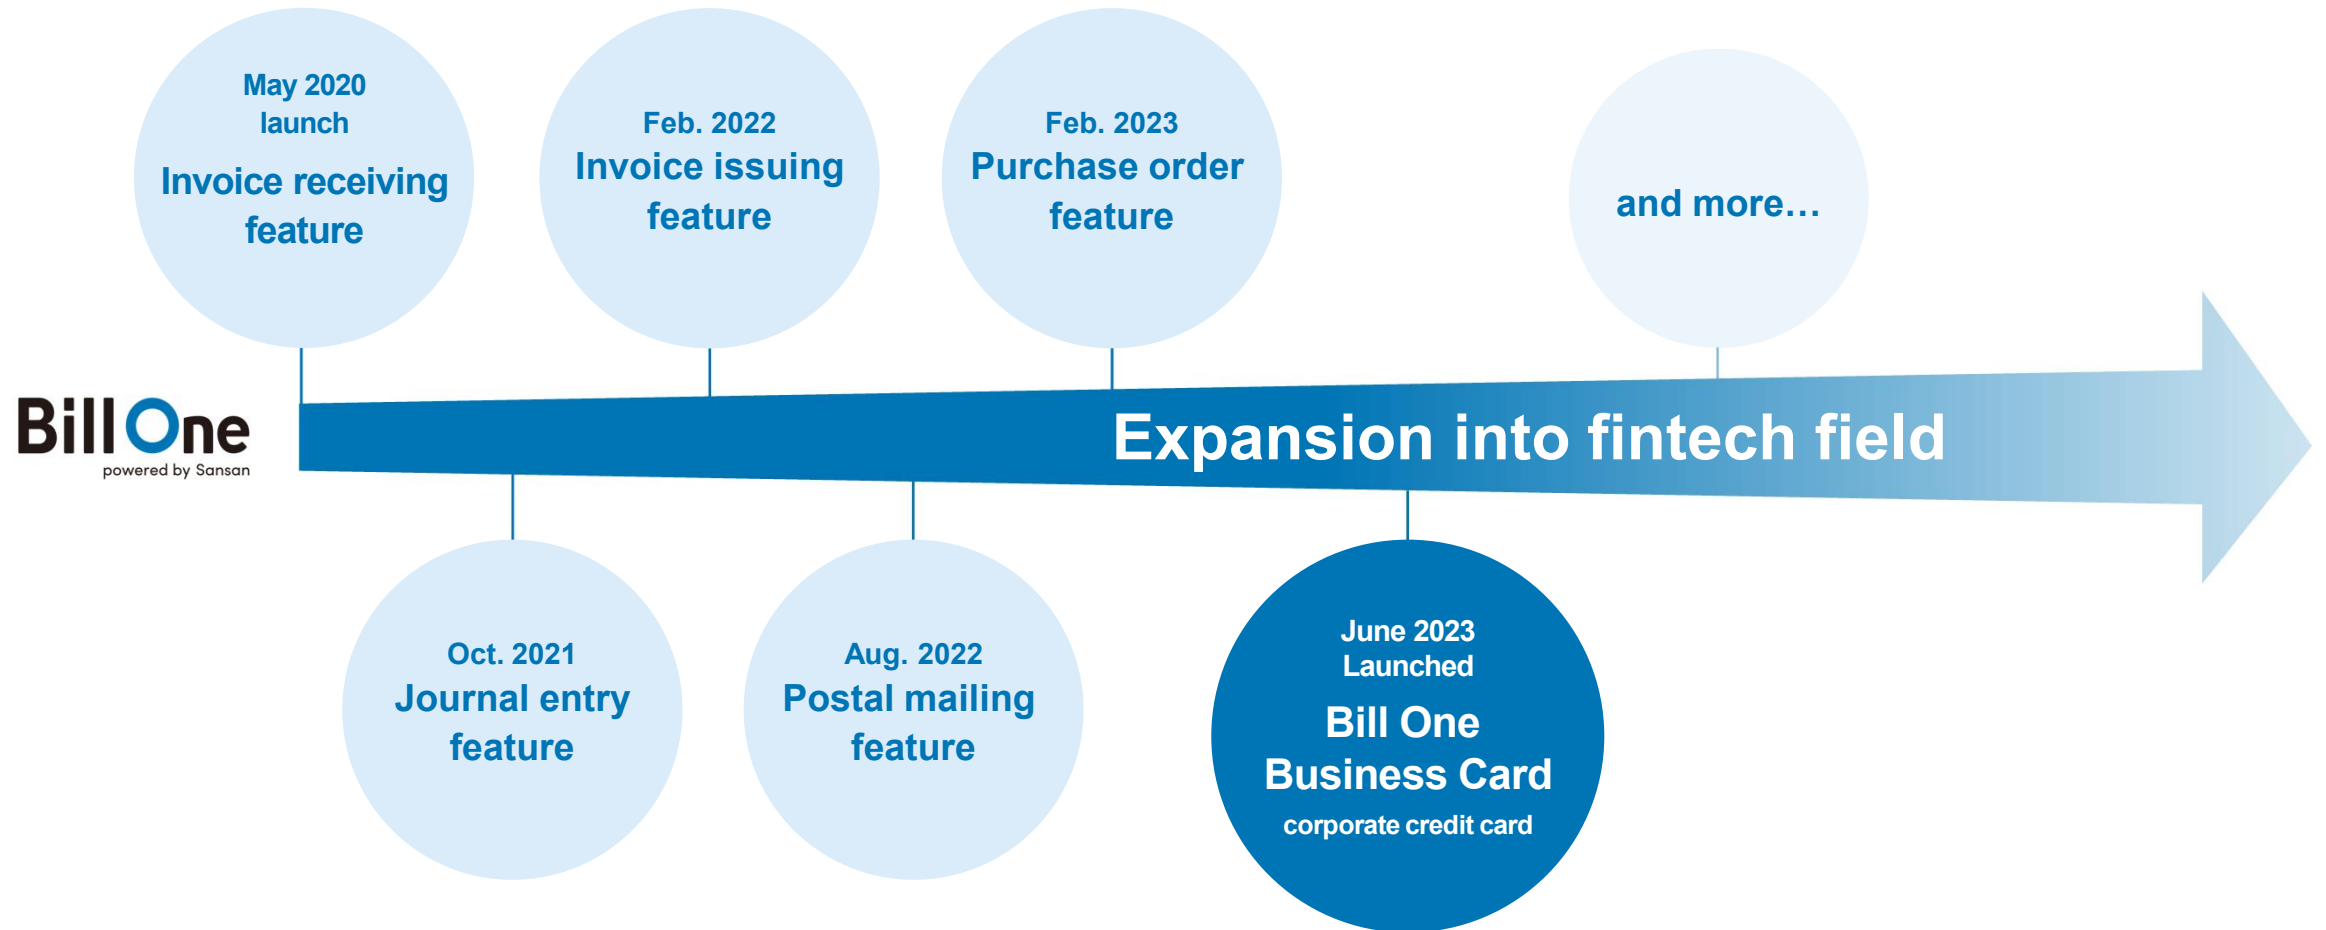 May 2020
launch
Invoice receiving
feature
Feb. 2022
Invoice issuing
feature
Feb. 2023
Purchase order
feature
and more…
Bill One
powered by Sansan
Expansion into fintech field
Oct. 2021
Journal entry
feature
Aug. 2022
Postal mailing
feature
June 2023
Launched
Bill One
Business Card
corporate credit card